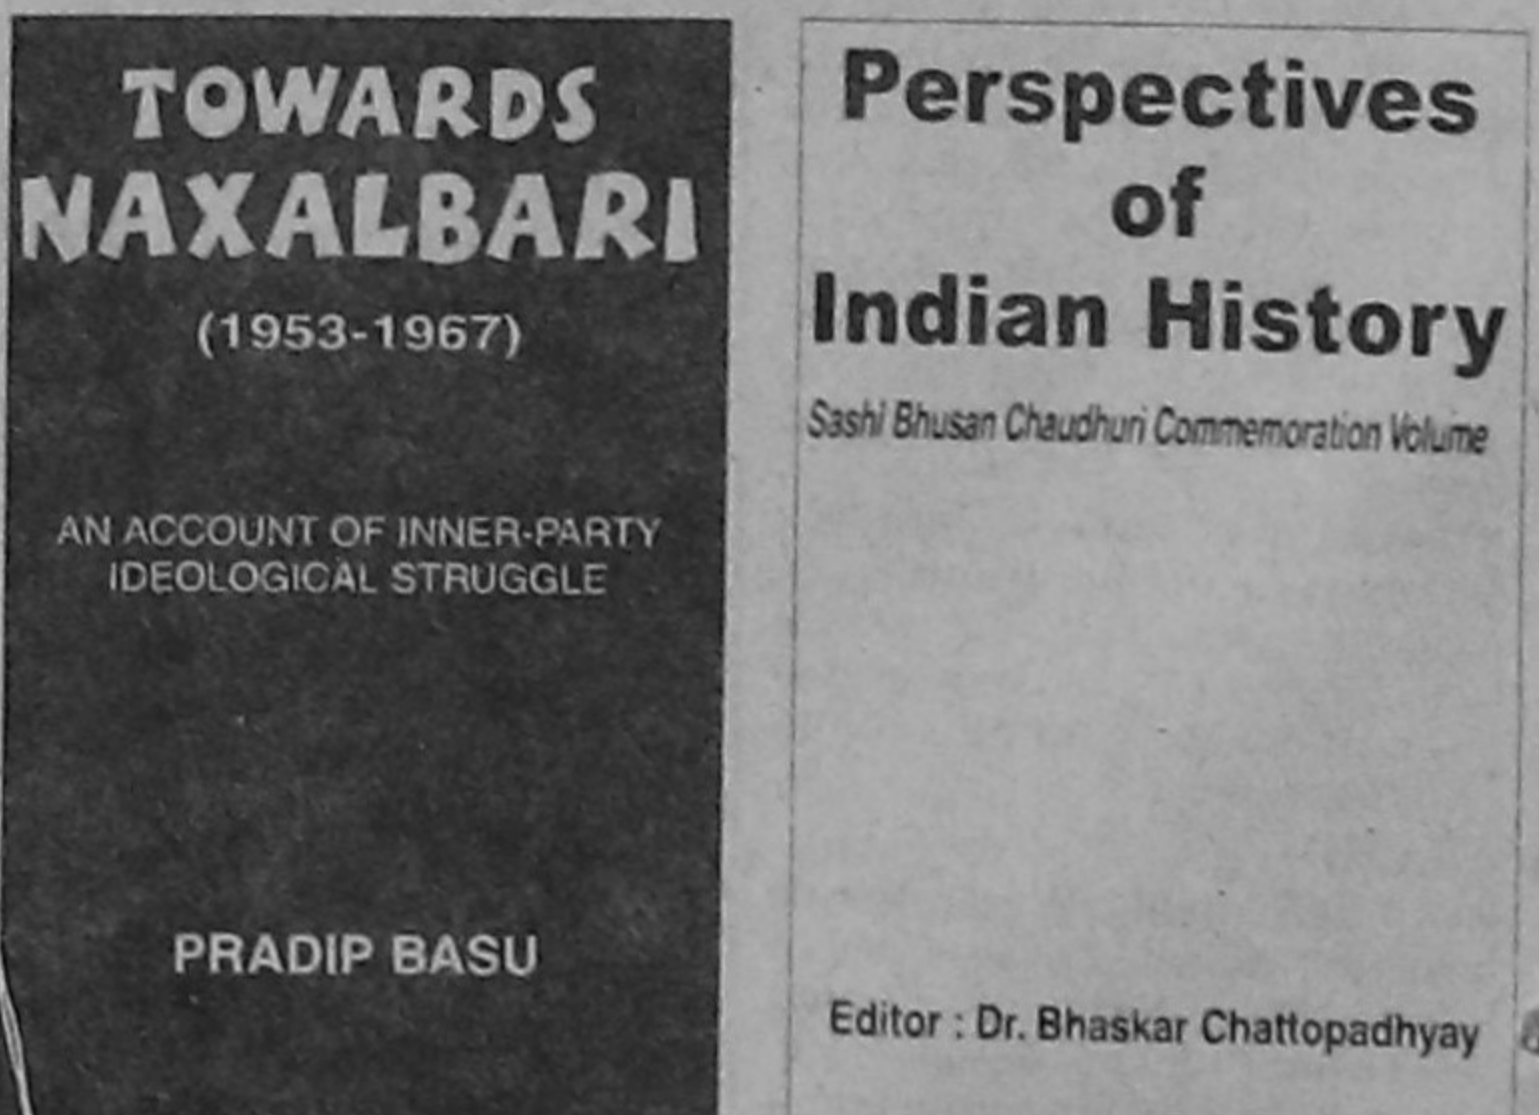 TOWARDS
NAXALBARI
(1953-1967)
AN ACCOUNT OF INNER-PARTY
IDEOLOGICAL STRUGGLE
PRADIP BASU
Perspectives
of
Indian History
Sashi Bhusan Chaudhuri Commemoration Volume
Editor : Dr. Bhaskar Chattopadhyay